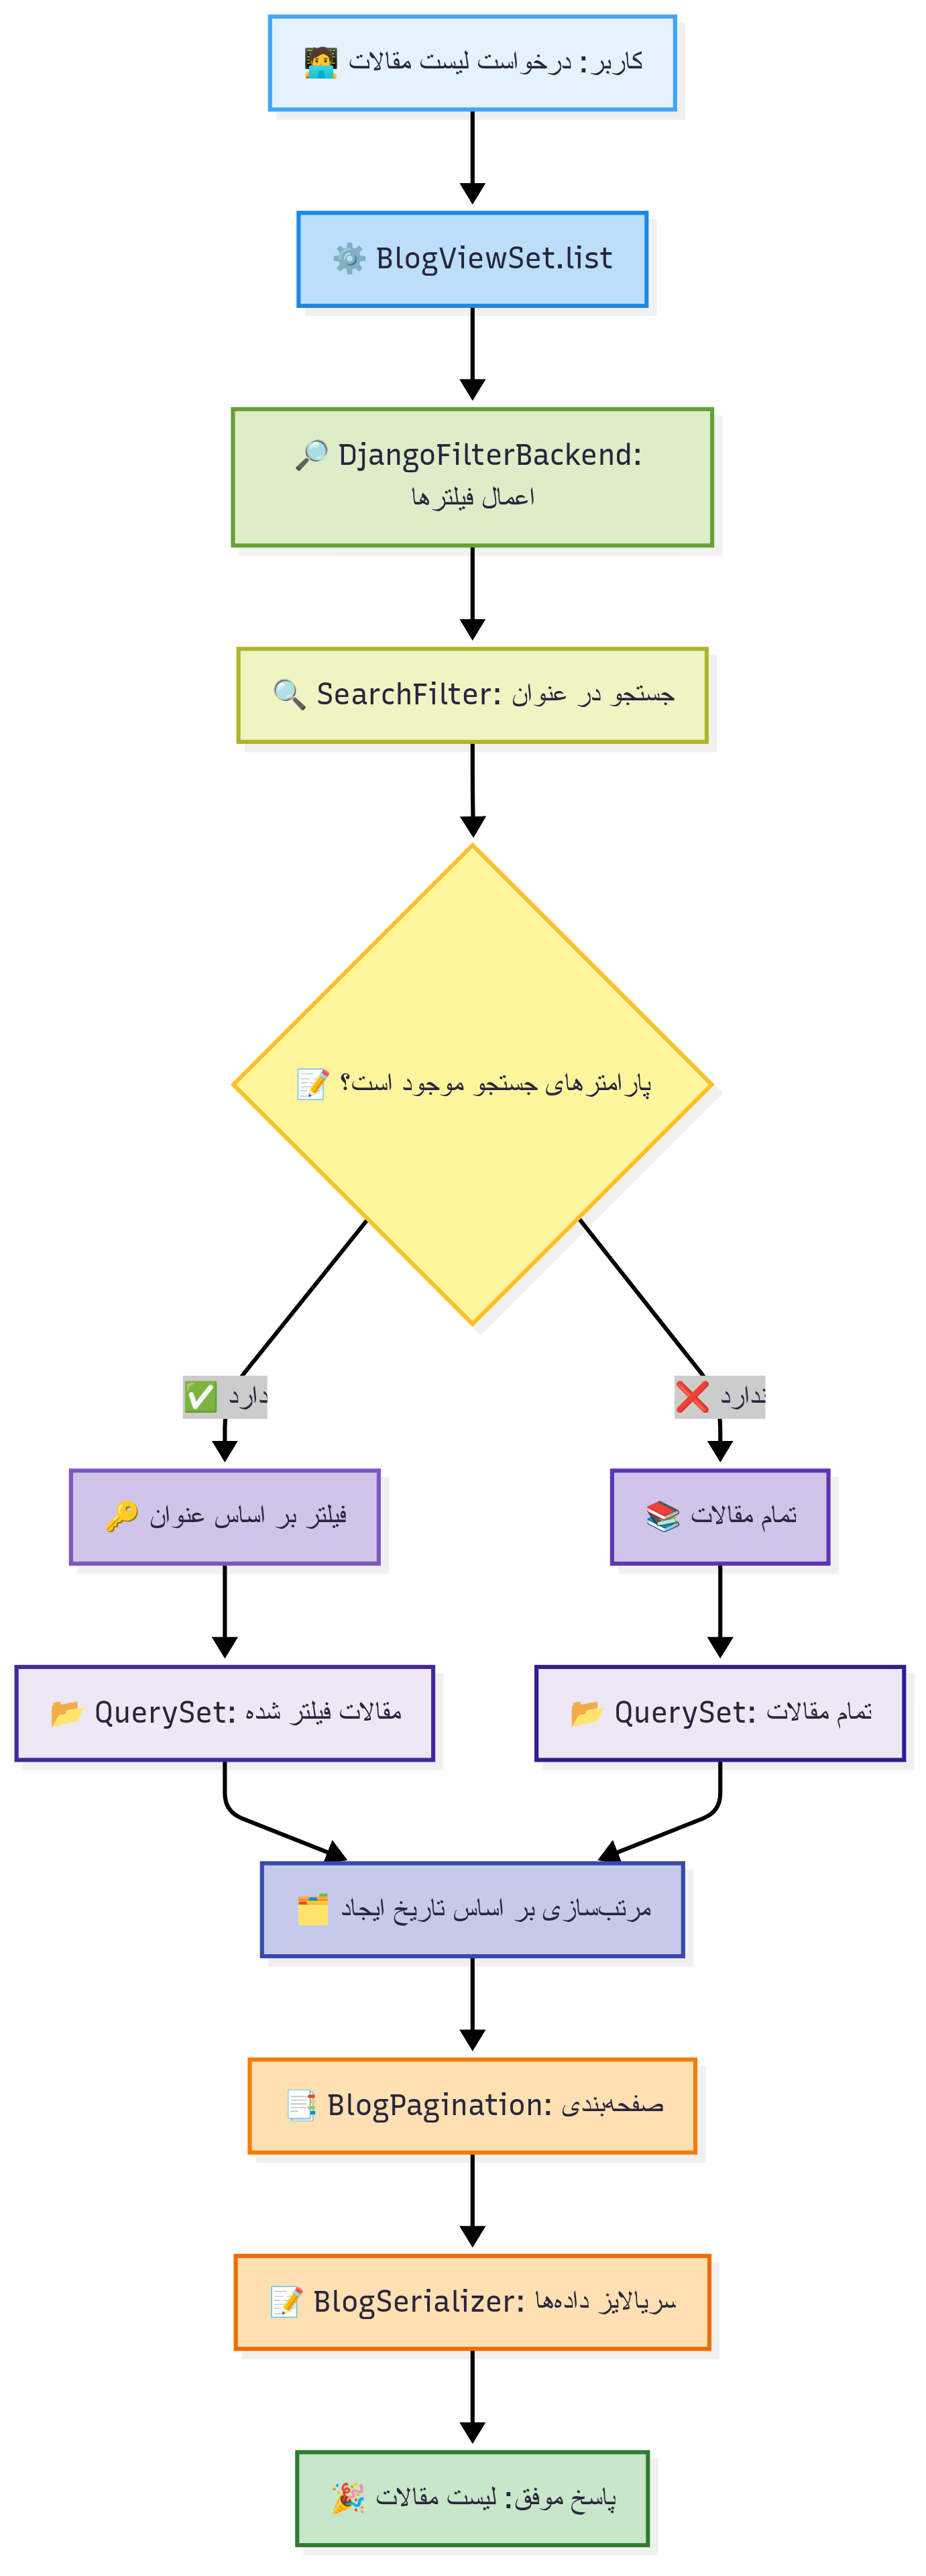 🧑‍💻 کاربر: درخواست لیست مقالات
⚙️ BlogViewSet.list
🔎 DjangoFilterBackend:
اعمال فیلترها
🔍 SearchFilter: جستجو در عنوان
📝 پارامترهای جستجو موجود است؟
✅ دارد
❌ ندارد
🔑 فیلتر بر اساس عنوان
📚 تمام مقالات
📂 QuerySet: مقالات فیلتر شده
📂 QuerySet: تمام مقالات
🗂️ مرتب‌سازی بر اساس تاریخ ایجاد
📑 BlogPagination: صفحه‌بندی
📝 BlogSerializer: سریالایز داده‌ها
🎉 پاسخ موفق: لیست مقالات